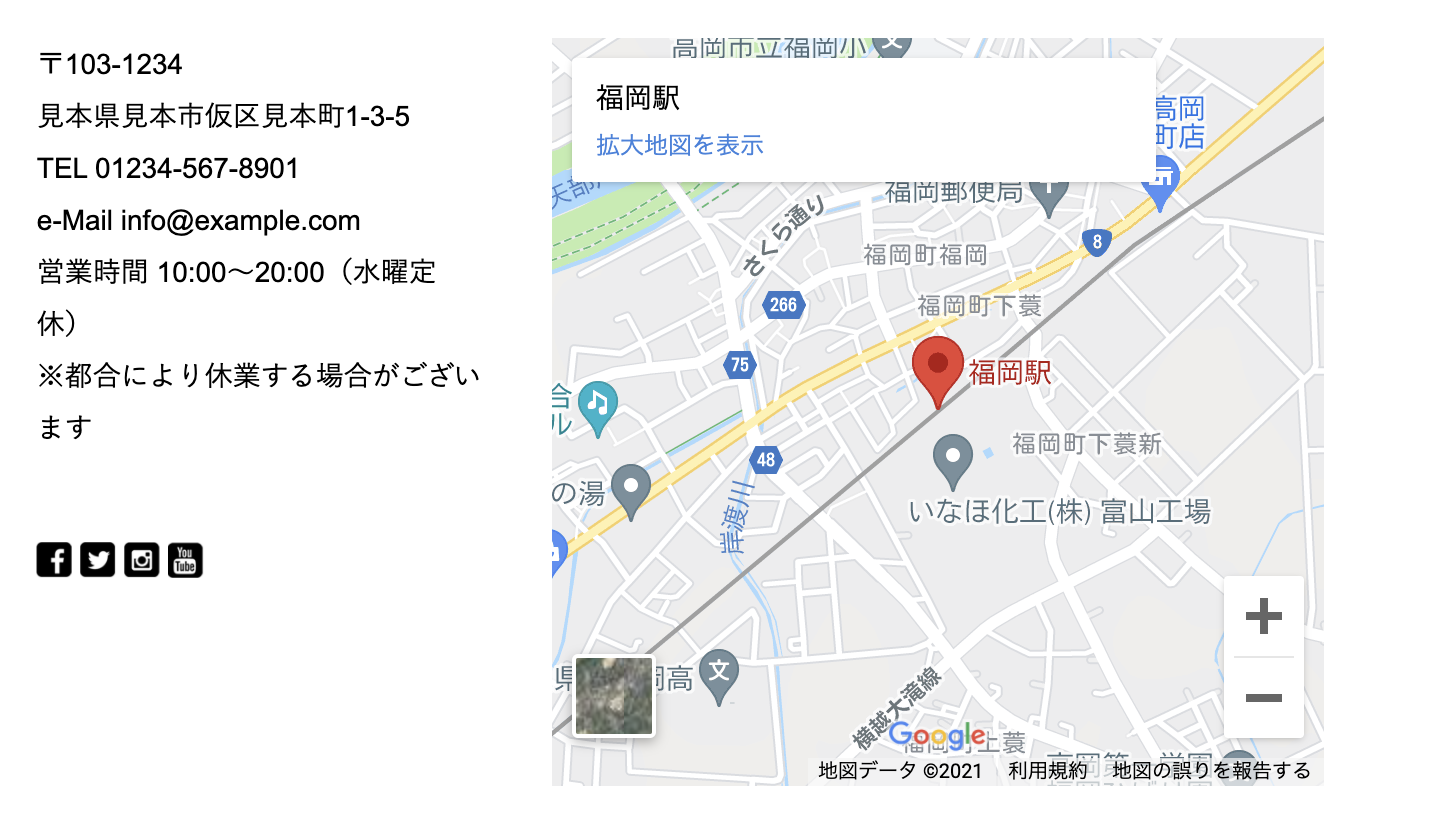 〒103-1234
見本県見本市仮区見本町1-3-5
TEL 01234-567-8901
e-Mail info@example.com
営業時間 10:00〜20:00（水曜定
休）
※都合により休業する場合がござい
ます
You
Tube
高岡市立福岡小
文
福岡駅
拡大地図を表示
高岡
町店
福岡郵便局
さくら通り
8
福岡町福岡
266
福岡町下蓑
75
福岡駅
合
ル
福岡町下蓑新
48
の湯
いなほ化工(株) 富山工場
岸渡川
文
横越大滝線
Google
福岡町上蓑
地図データ ©2021
利用規約
地図の誤りを報告する